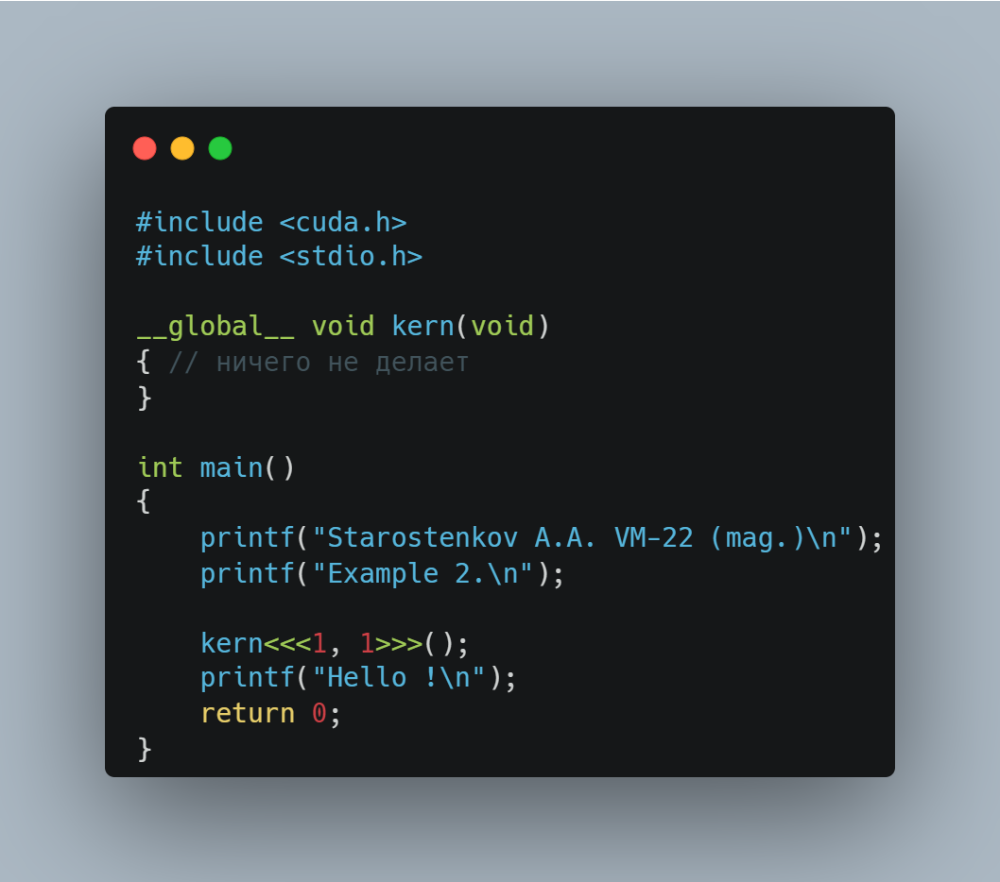 #include <cuda.h>
#include <stdio.h>
__global__ void kern(void)
{ // ничего не делает
}
int main()
{
    printf("Starostenkov A.A. VM-22 (mag.)\n");
    printf("Example 2.\n");
    kern<<<1, 1>>>();
    printf("Hello !\n");
    return 0;
}